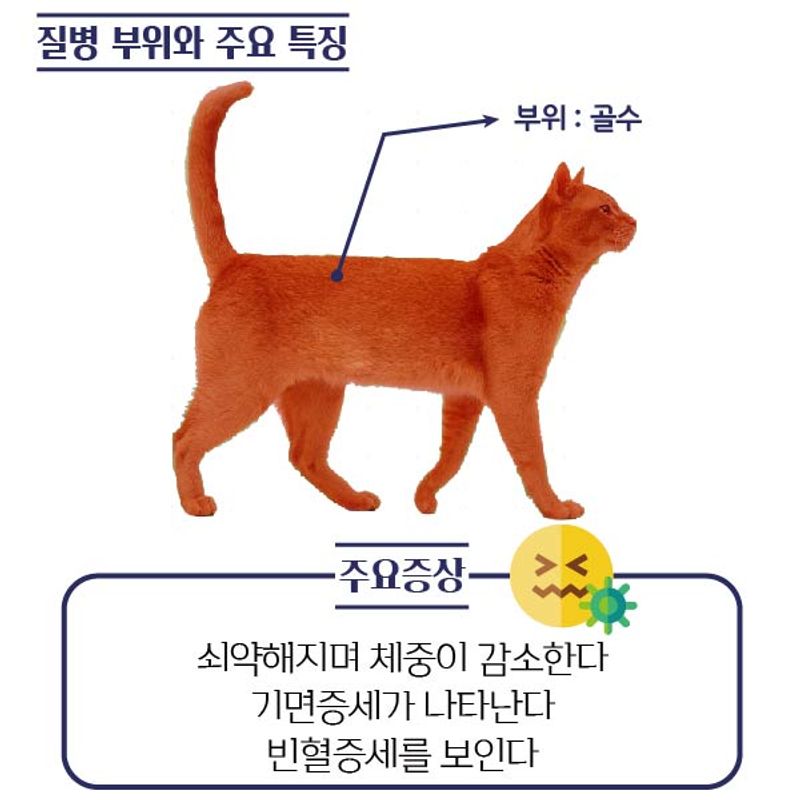 질병 부위와 주요 특징
부위 : 골수
주요증상
쇠약해지며 체중이 감소한다
기면증세가 나타난다
빈혈증세를 보인다